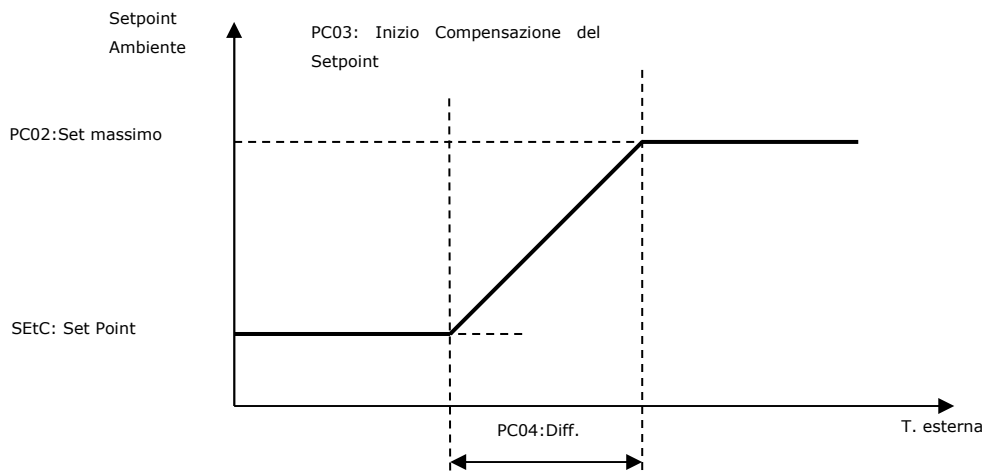 Setpoint
Ambiente
PC03: Inizio Compensazione del
Setpoint
PC02:Set massimo
SEtC: Set Point
PC04:Diff.
T. esterna